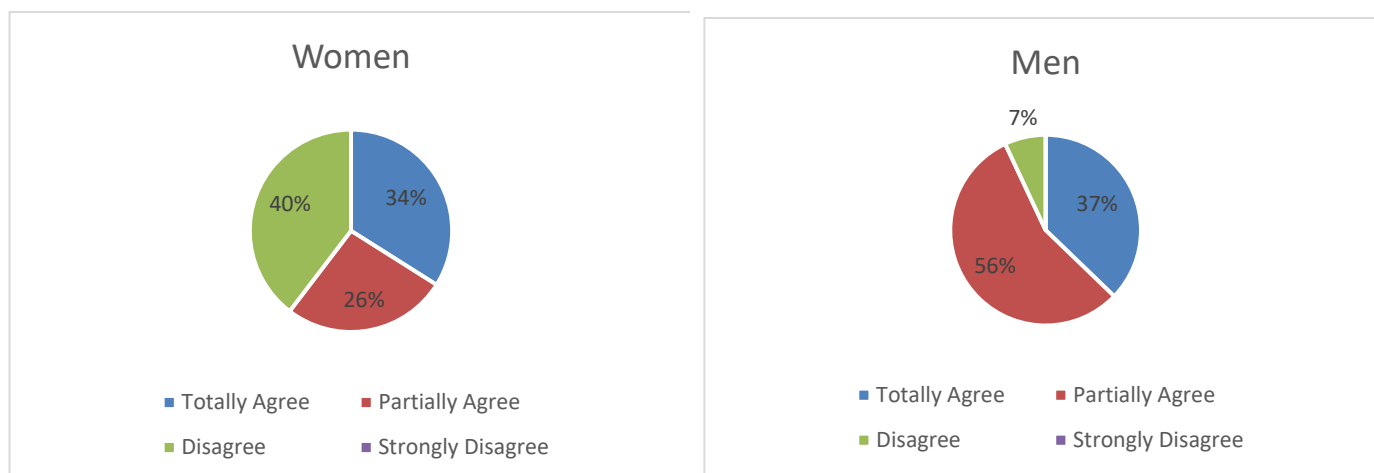 Women
40%
34%
26%
Totally Agree
Partially Agree
Disagree
Strongly Disagree
Men
7%
37%
56%
Totally Agree
Partially Agree
Disagree
Strongly Disagree